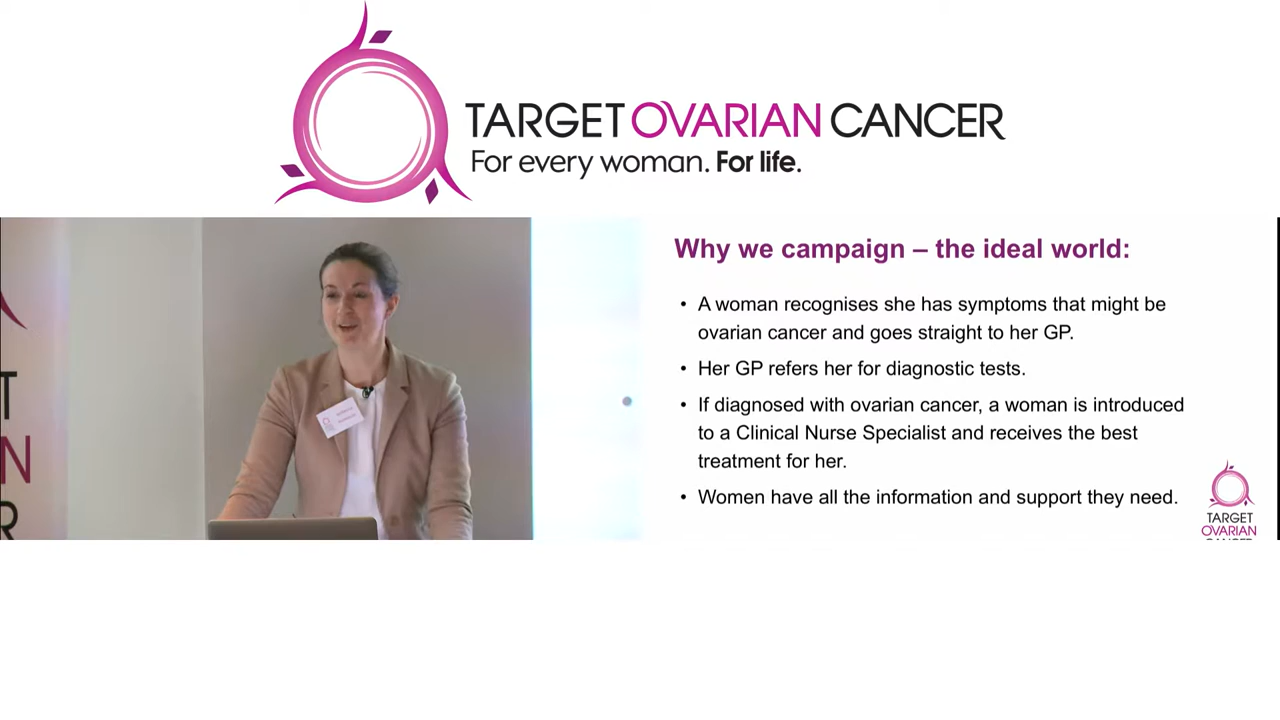 TARGET OVARIAN CANCER
For every woman. For life.
Why we campaign – the ideal world:
• A woman recognises she has symptoms that might be
ovarian cancer and goes straight to her GP.
• Her GP refers her for diagnostic tests.
• If diagnosed with ovarian cancer, a woman is introduced
to a Clinical Nurse Specialist and receives the best
treatment for her.
• Women have all the information and support they need.
TARGET
OVARIAN
CANCER
T
N
R